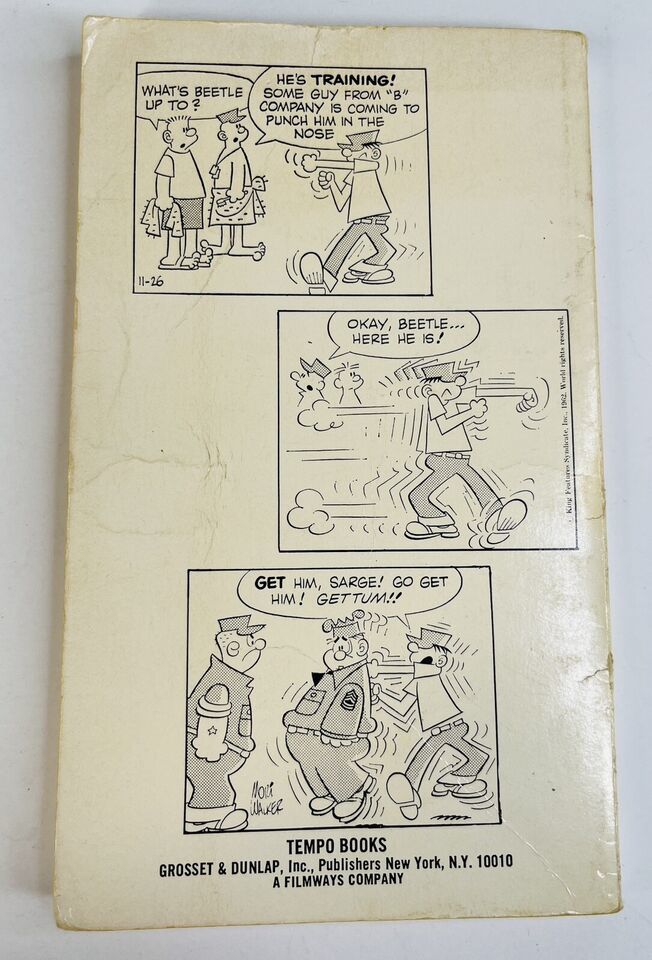 WHAT'S BEETLE
UP TO?
HE'S TRAINING!
SOME GUY FROM "B"
COMPANY IS COMING TO
PUNCH HIM IN THE
NOSE
11-26
OKAY, BEETLE...
HERE HE IS!
King Features Syndicate, Inc., 1962. World rights reserved.
GET HIM, SARGE! GO GET
HIM! GETTUM!!
MORT
WALKER
TEMPO BOOKS
GROSSET & DUNLAP, Inc., Publishers New York, N.Y. 10010
A FILMWAYS COMPANY